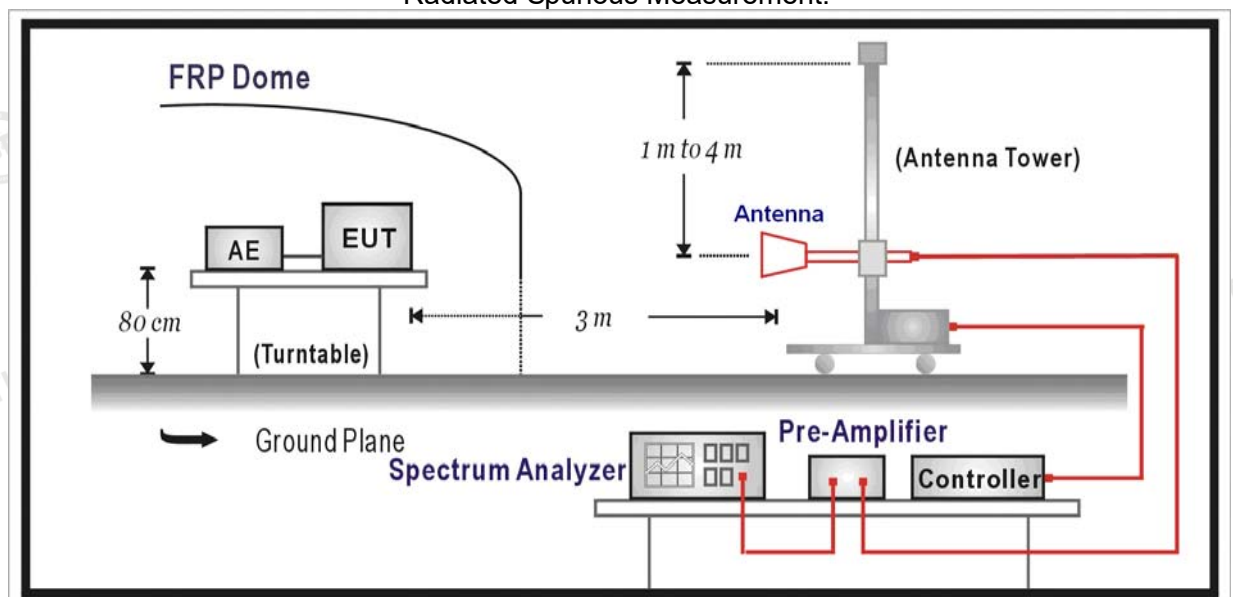 Radiated Spurious Measurement:
FRP Dome
1 m to 4 m
(Antenna Tower)
Antenna
AE
EUT
80 cm
3 m
(Turntable)
Ground Plane
Pre-Amplifier
Spectrum Analyzer
Controller